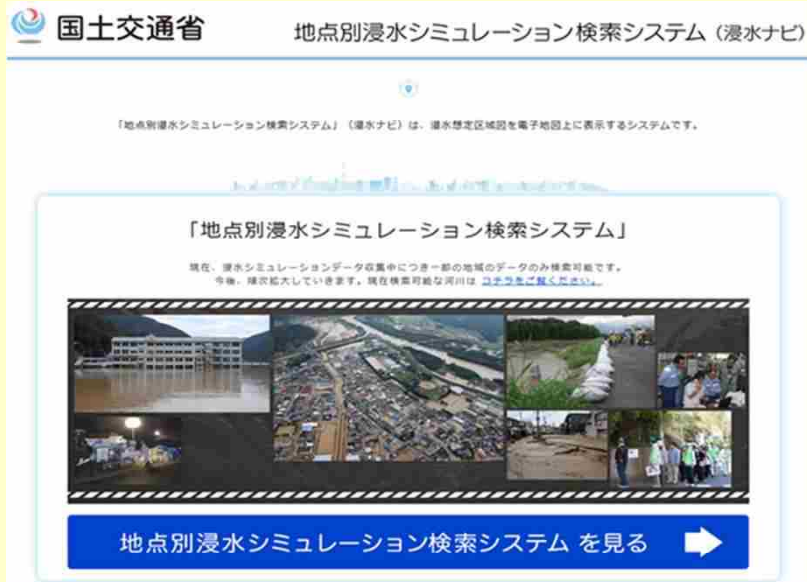 国土交通省
地点別浸水シミュレーション検索システム(浸水ナビ)
「地点別浸水シミュレーション検索システム」(浸水ナビ)は、浸水想定区域図を電子地図上に表示するシステムです。
「地点別浸水シミュレーション検索システム」
現在、浸水シミュレーションデータ収集中につき一部の地域のデータのみ検索可能です。
今後、順次拡大していきます。現在検索可能な河川は コチラをご覧ください。
地点別浸水シミュレーション検索システム を見る